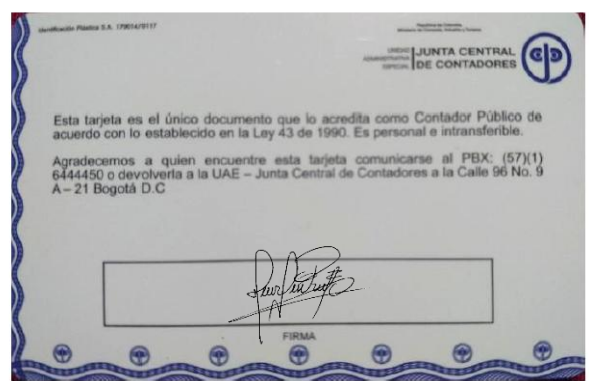 Identificación Plástica S.A. 17901479117
República de Colombia
Ministerio de Comercio, Industria y Turismo
UNIDAD
ADMINISTRATIVA
ESPECIAL
JUNTA CENTRAL
DE CONTADORES
Esta tarjeta es el único documento que lo acredita como Contador Público de
acuerdo con lo establecido en la Ley 43 de 1990. Es personal e intransferible.
Agradecemos a quien encuentre esta tarjeta comunicarse al PBX: (57)(1)
6444450 o devolverla a la UAE – Junta Central de Contadores a la Calle 96 No. 9
A – 21 Bogotá D.C
FIRMA